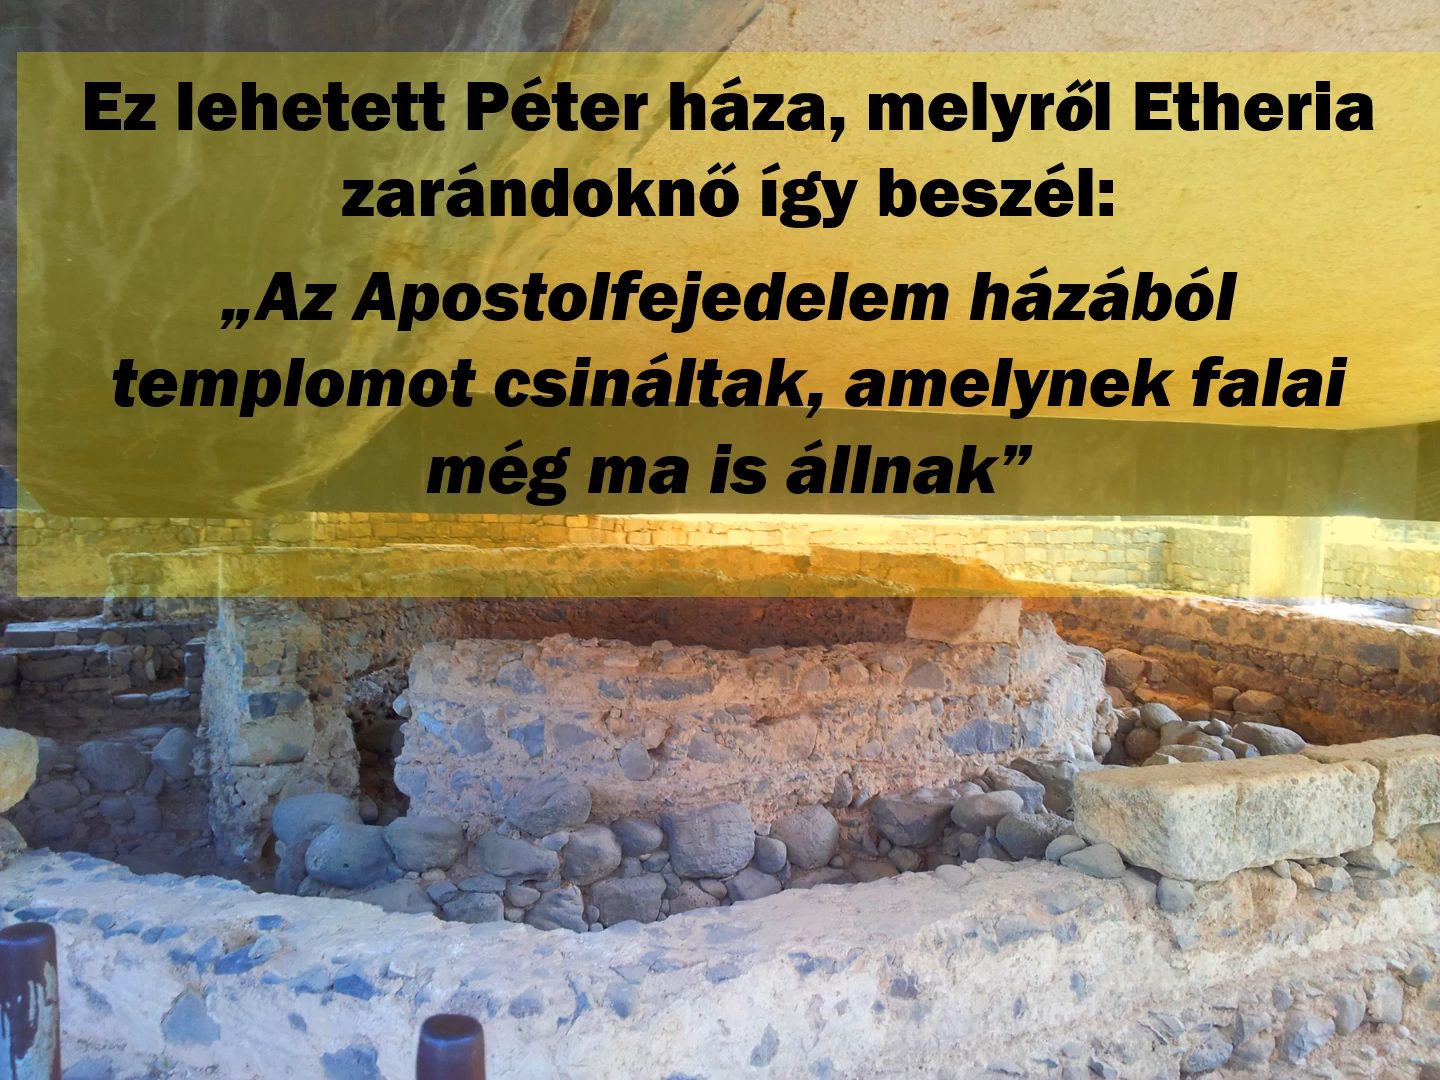 Ez lehetett Péter háza, melyről Etheria
zarándoknő így beszél:
„Az Apostolfejedelem házából
templomot csináltak, amelynek falai
még ma is állnak”